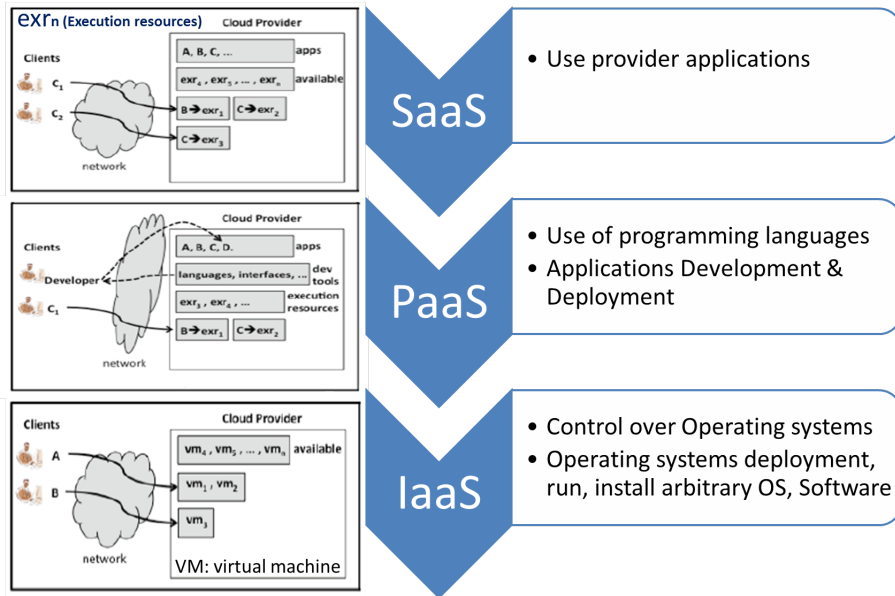 exrn (Execution resources)
Cloud Provider
Clients
A, B, C, ...
apps
exr4 , exr5 , ... , exrn
available
C1
C2
B➔exr1
C➔exr2
C➔exr3
network
SaaS
• Use provider applications
Cloud Provider
Clients
A, B, C, D.
apps
Developer
languages, interfaces, ...
dev
tools
exr3 , exr4 , ...
execution
resources
C1
B➔exr1
C➔exr2
network
PaaS
• Use of programming languages
• Applications Development &
Deployment
Cloud Provider
Clients
A
vm4 , vm5 , ... , vmn
available
B
vm1 , vm2
vm3
network
VM: virtual machine
IaaS
• Control over Operating systems
• Operating systems deployment,
run, install arbitrary OS, Software